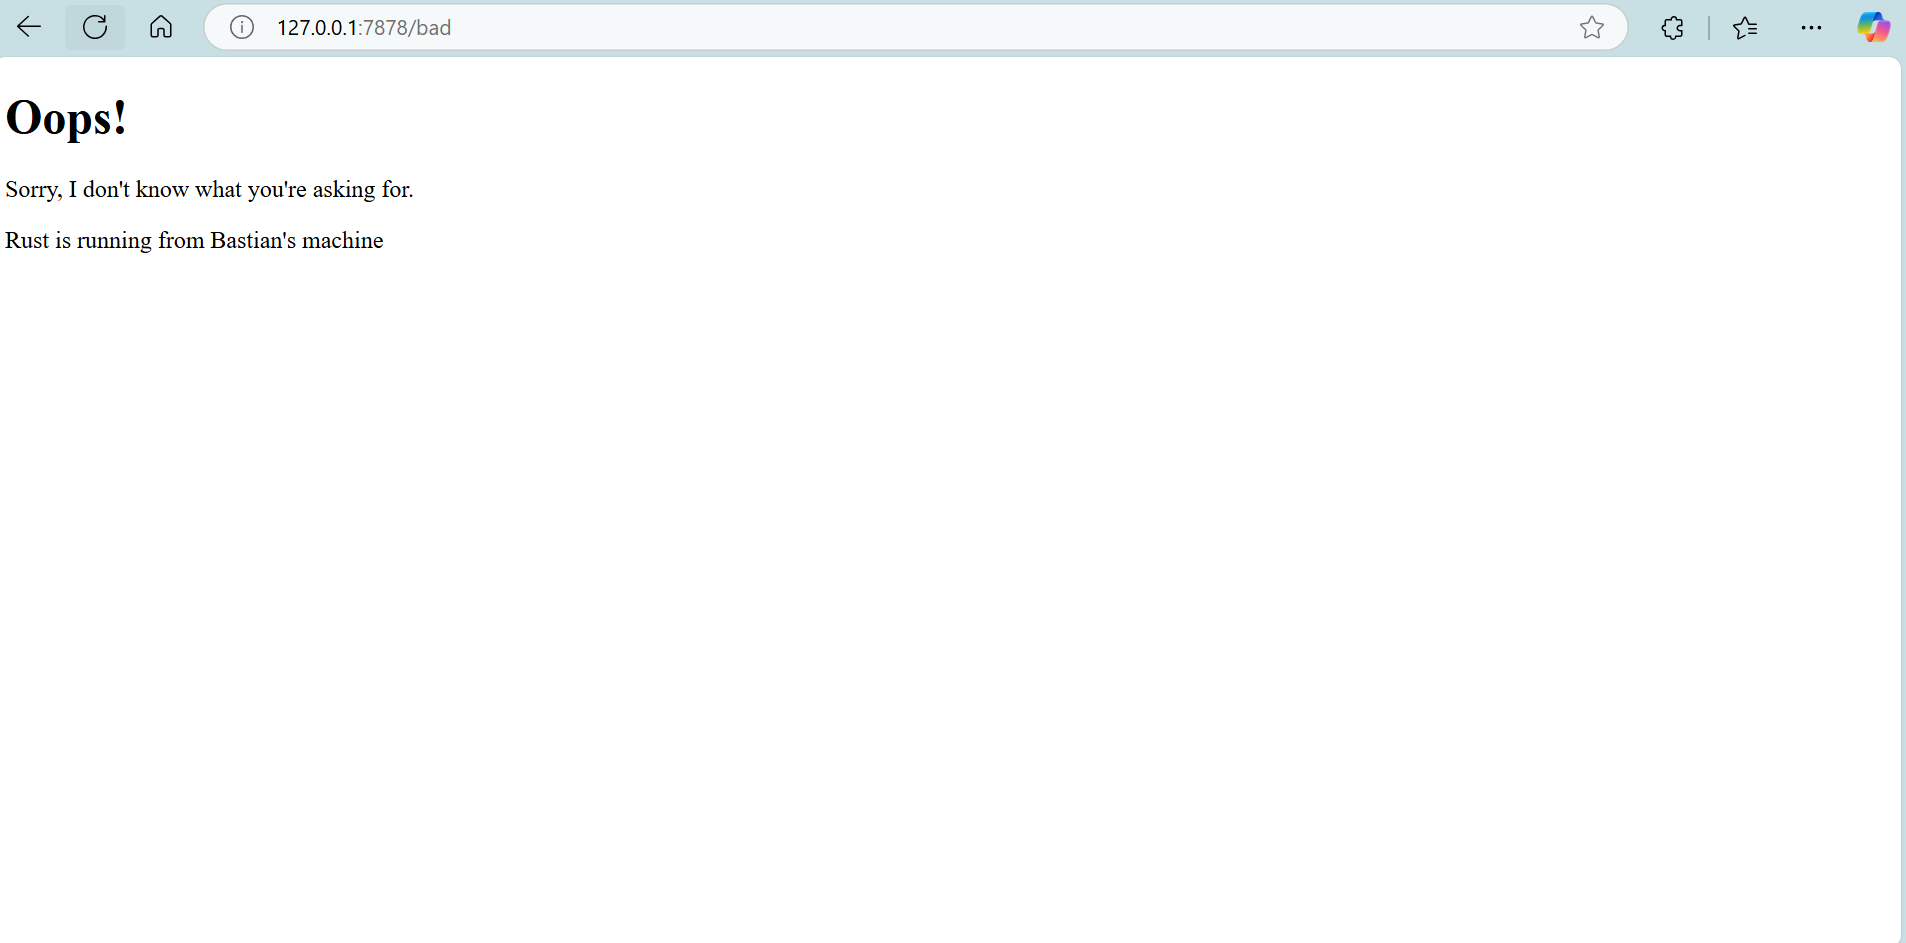 127.0.0.1:7878/bad
Oops!
Sorry, I don't know what you're asking for.
Rust is running from Bastian's machine